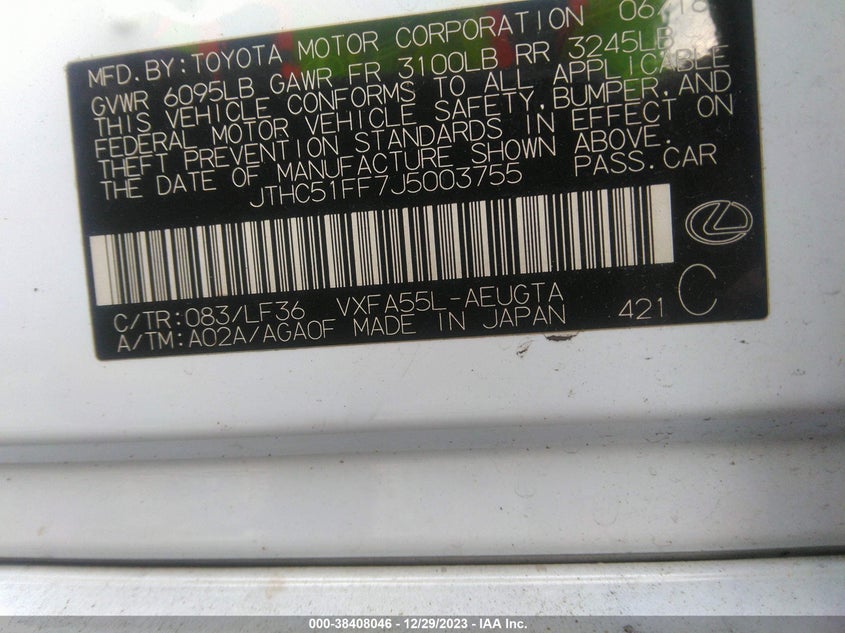 MFD. BY: TOYOTA MOTOR CORPORATION 06/18
GVWR 6095LB GAWR FR 3100LB RR 3245LB
THIS VEHICLE CONFORMS TO ALL APPLICABLE
FEDERAL MOTOR VEHICLE SAFETY, BUMPER, AND
THEFT PREVENTION STANDARDS IN EFFECT ON
THE DATE OF MANUFACTURE SHOWN ABOVE.
JTHC51FF7J5003755 PASS. CAR
C/TR: 083/LF36 VXFA55L-AEUGTA
A/TM: A02A/AGA0F MADE IN JAPAN 421 C
000-38408046 - 12/29/2023 - IAA Inc.